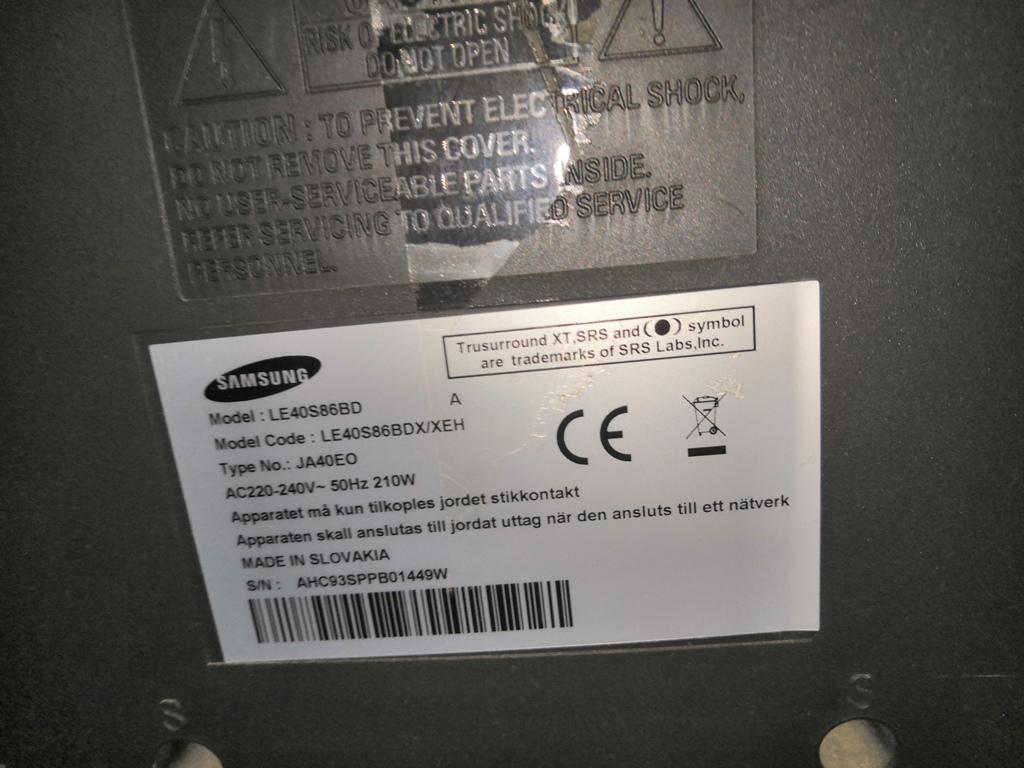 RISK OF ELECTRIC SHOCK
DO NOT OPEN
CAUTION : TO PREVENT ELECTRICAL SHOCK,
DO NOT REMOVE THIS COVER.
NO USER-SERVICEABLE PARTS INSIDE.
REFER SERVICING TO QUALIFIED SERVICE
PERSONNEL.
Trusurround XT,SRS and (●) symbol
are trademarks of SRS Labs,Inc.
SAMSUNG
A
Model : LE40S86BD
Model Code : LE40S86BDX/XEH
CE
Type No.: JA40EO
AC220-240V~ 50Hz 210W
Apparatet må kun tilkoples jordet stikkontakt
Apparaten skall anslutas till jordat uttag när den ansluts till ett nätverk
MADE IN SLOVAKIA
S/N : AHC93SPPB01449W
S S